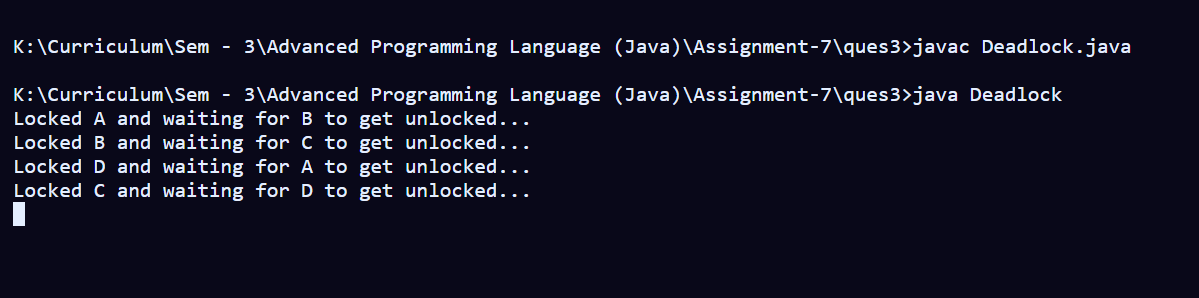 K:\Curriculum\Sem - 3\Advanced Programming Language (Java)\Assignment-7\ques3>javac Deadlock.java
K:\Curriculum\Sem - 3\Advanced Programming Language (Java)\Assignment-7\ques3>java Deadlock
Locked A and waiting for B to get unlocked...
Locked B and waiting for C to get unlocked...
Locked D and waiting for A to get unlocked...
Locked C and waiting for D to get unlocked...